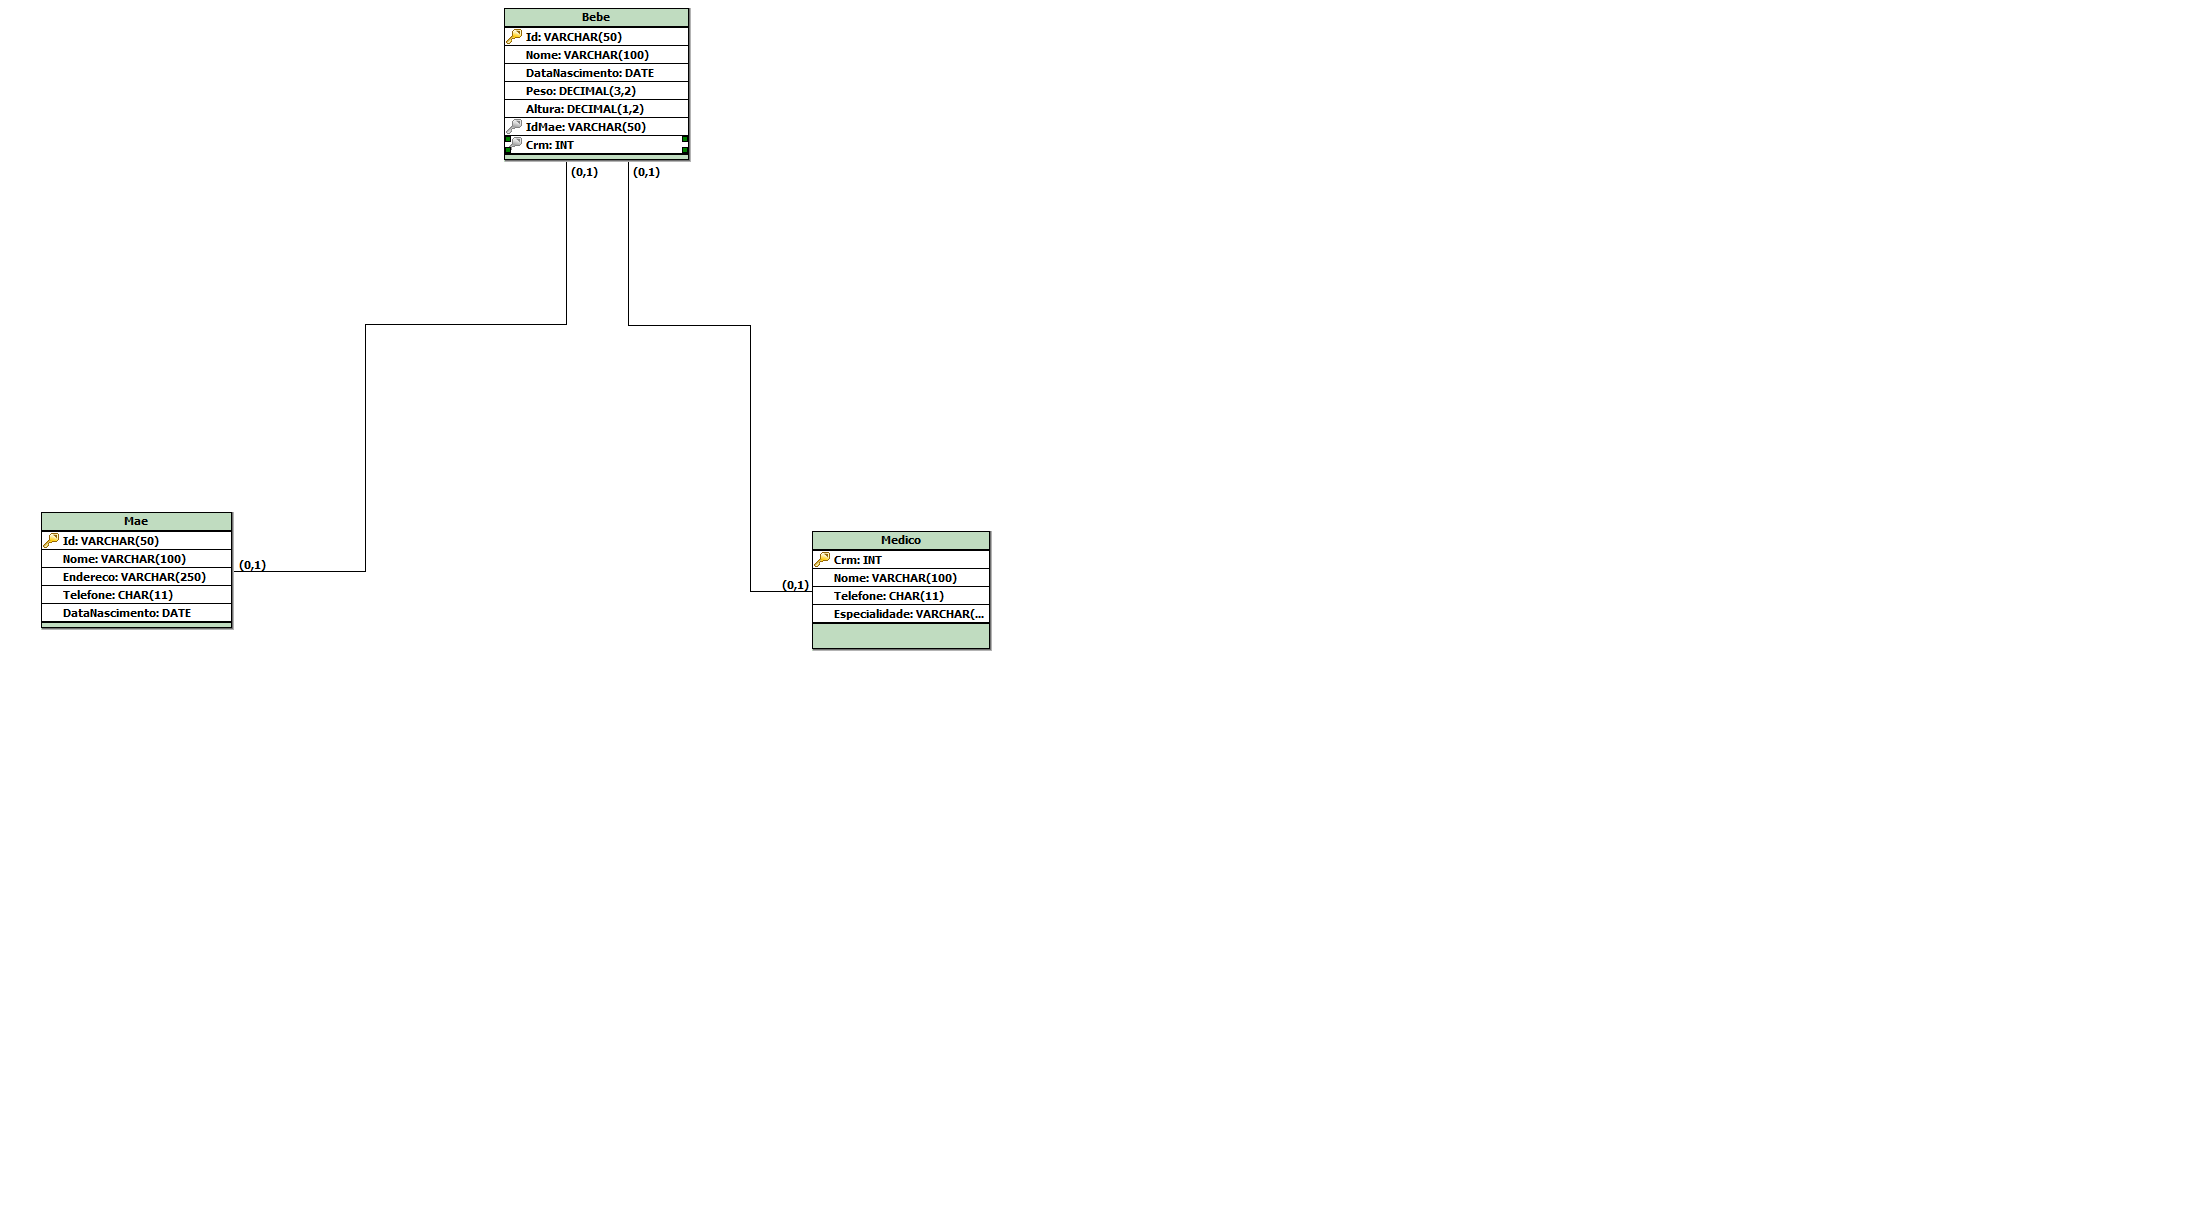 Bebe
Id: VARCHAR(50)
Nome: VARCHAR(100)
DataNascimento: DATE
Peso: DECIMAL(3,2)
Altura: DECIMAL(1,2)
IdMae: VARCHAR(50)
Crm: INT
(0,1)
(0,1)
Mae
Id: VARCHAR(50)
Nome: VARCHAR(100)
Endereco: VARCHAR(250)
Telefone: CHAR(11)
DataNascimento: DATE
(0,1)
(0,1)
Medico
Crm: INT
Nome: VARCHAR(100)
Telefone: CHAR(11)
Especialidade: VARCHAR(...